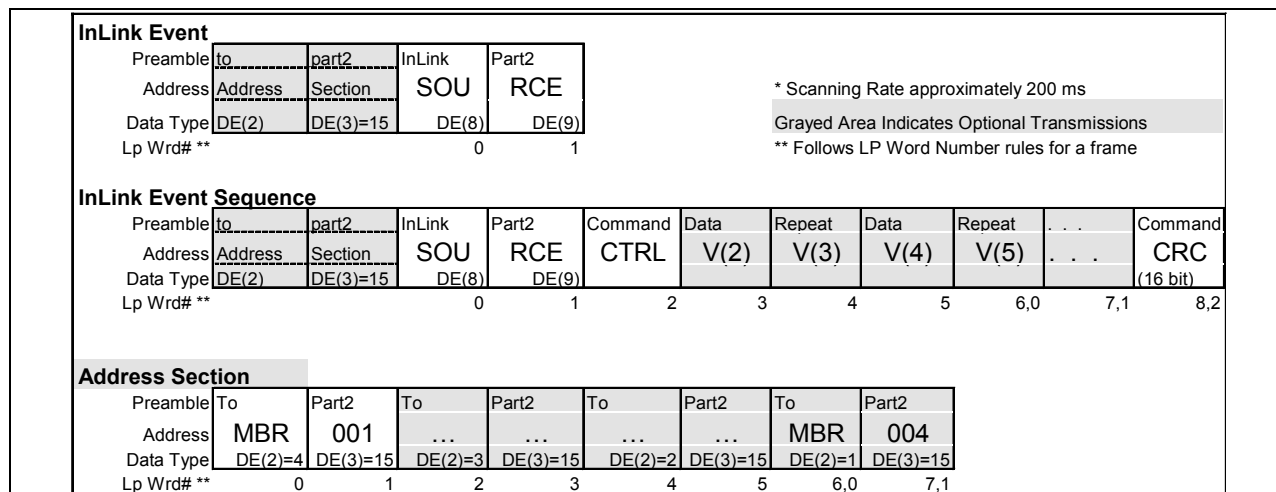 InLink Event
Preamble to part2 InLink Part2
Address Address Section SOU RCE * Scanning Rate approximately 200 ms
Data Type DE(2) DE(3)=15 DE(8) DE(9) Grayed Area Indicates Optional Transmissions
Lp Wrd# ** 0 1 ** Follows LP Word Number rules for a frame
InLink Event Sequence
Preamble to part2 InLink Part2 Command Data Repeat Data Repeat . . . Command
Address Address Section SOU RCE CTRL V(2) V(3) V(4) V(5) . . . CRC
Data Type DE(2) DE(3)=15 DE(8) DE(9) (16 bit)
Lp Wrd# ** 0 1 2 3 4 5 6,0 7,1 8,2
Address Section
Preamble To Part2 To Part2 To Part2 To Part2
Address MBR 001 ... ... ... ... MBR 004
Data Type DE(2)=4 DE(3)=15 DE(2)=3 DE(3)=15 DE(2)=2 DE(3)=15 DE(2)=1 DE(3)=15
Lp Wrd# ** 0 1 2 3 4 5 6,0 7,1